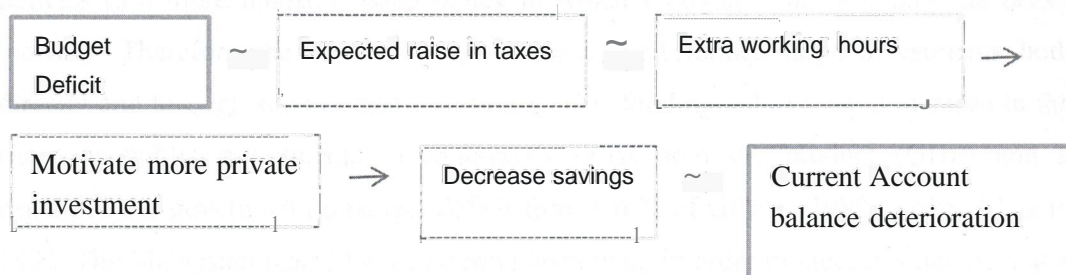 Budget
Deficit
~
Expected raise in taxes
~
Extra working hours
→
Motivate more private
investment
→
Decrease savings
~
Current Account
balance deterioration